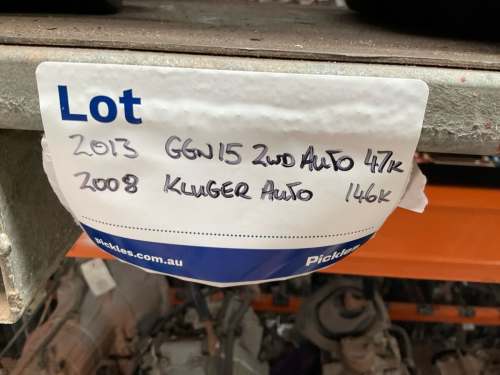 Lot
2013 GGN15 2WD AUTO 47K
2008 KLUGER AUTO 146K
pickles.com.au Pickles